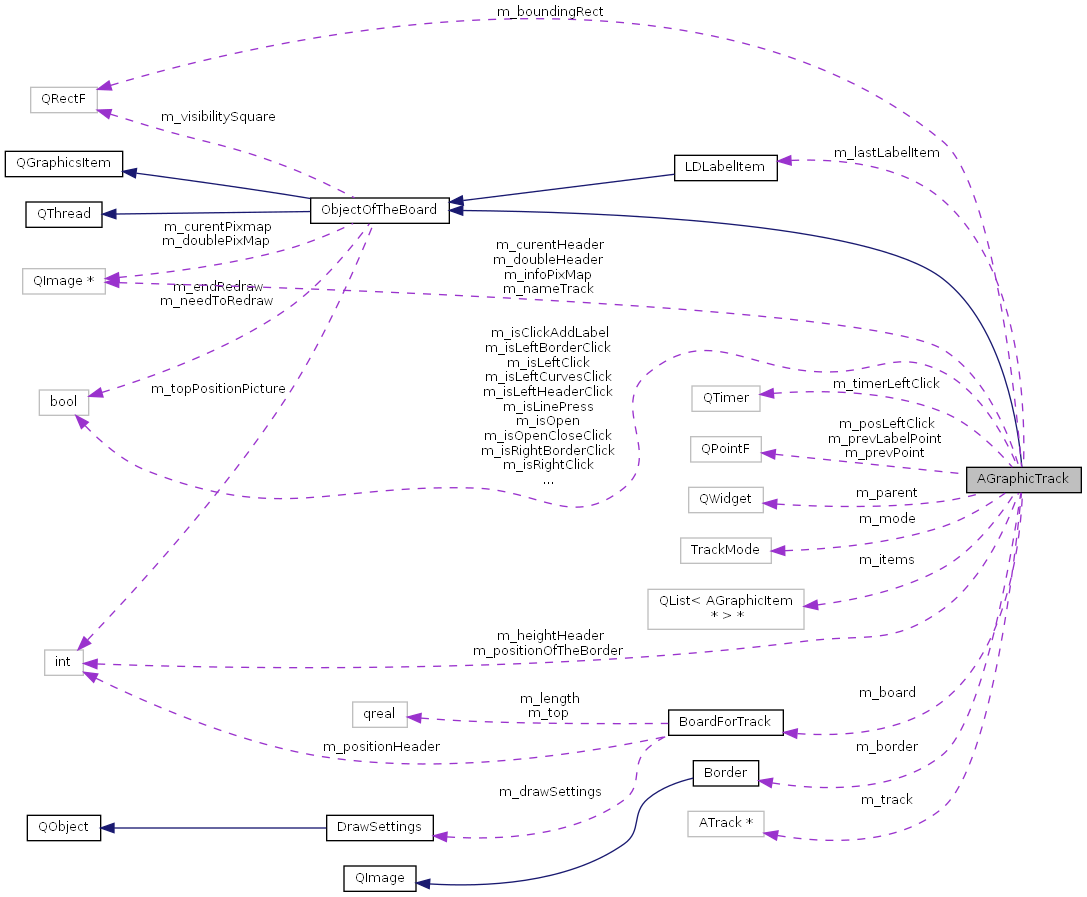 m_boundingRect
QRectF
m_visibilitySquare
m_lastLabelItem
QGraphicsItem
LDLabelItem
QThread
ObjectOfTheBoard
m_curentPixmap
m_doublePixMap
m_curentHeader
m_doubleHeader
m_infoPixMap
m_nameTrack
QImage *
m_endRedraw
m_needToRedraw
m_isClickAddLabel
m_isLeftBorderClick
m_isLeftClick
m_isLeftCurvesClick
m_isLeftHeaderClick
m_isLinePress
m_isOpen
m_isOpenCloseClick
m_isRightBorderClick
m_isRightClick
...
m_topPositionPicture
bool
m_timerLeftClick
QTimer
m_posLeftClick
m_prevLabelPoint
m_prevPoint
QPointF
AGraphicTrack
m_parent
QWidget
m_mode
TrackMode
m_items
QList< AGraphicItem
* > *
m_heightHeader
m_positionOfTheBorder
int
m_board
m_length
m_top
qreal
BoardForTrack
m_positionHeader
m_border
Border
m_drawSettings
m_track
ATrack *
QObject
DrawSettings
QImage